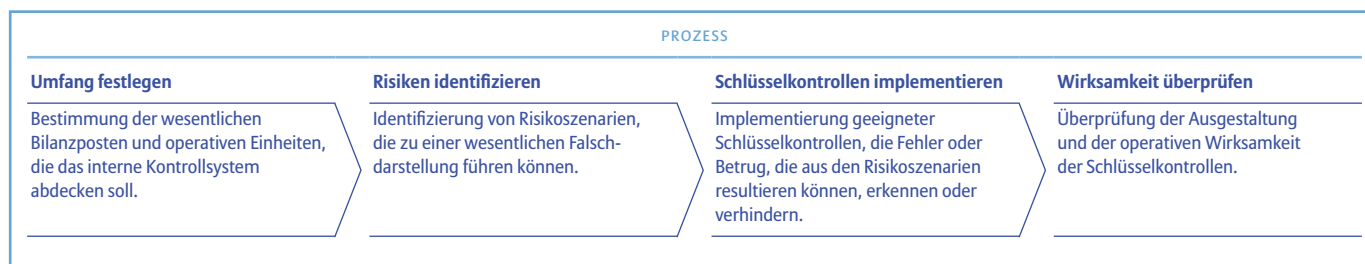 PROZESS
Umfang festlegen
Bestimmung der wesentlichen
Bilanzposten und operativen Einheiten,
die das interne Kontrollsystem
abdecken soll.
Risiken identifizieren
Identifizierung von Risikoszenarien,
die zu einer wesentlichen Falsch-
darstellung führen können.
Schlüsselkontrollen implementieren
Implementierung geeigneter
Schlüsselkontrollen, die Fehler oder
Betrug, die aus den Risikoszenarien
resultieren können, erkennen oder
verhindern.
Wirksamkeit überprüfen
Überprüfung der Ausgestaltung
und der operativen Wirksamkeit
der Schlüsselkontrollen.